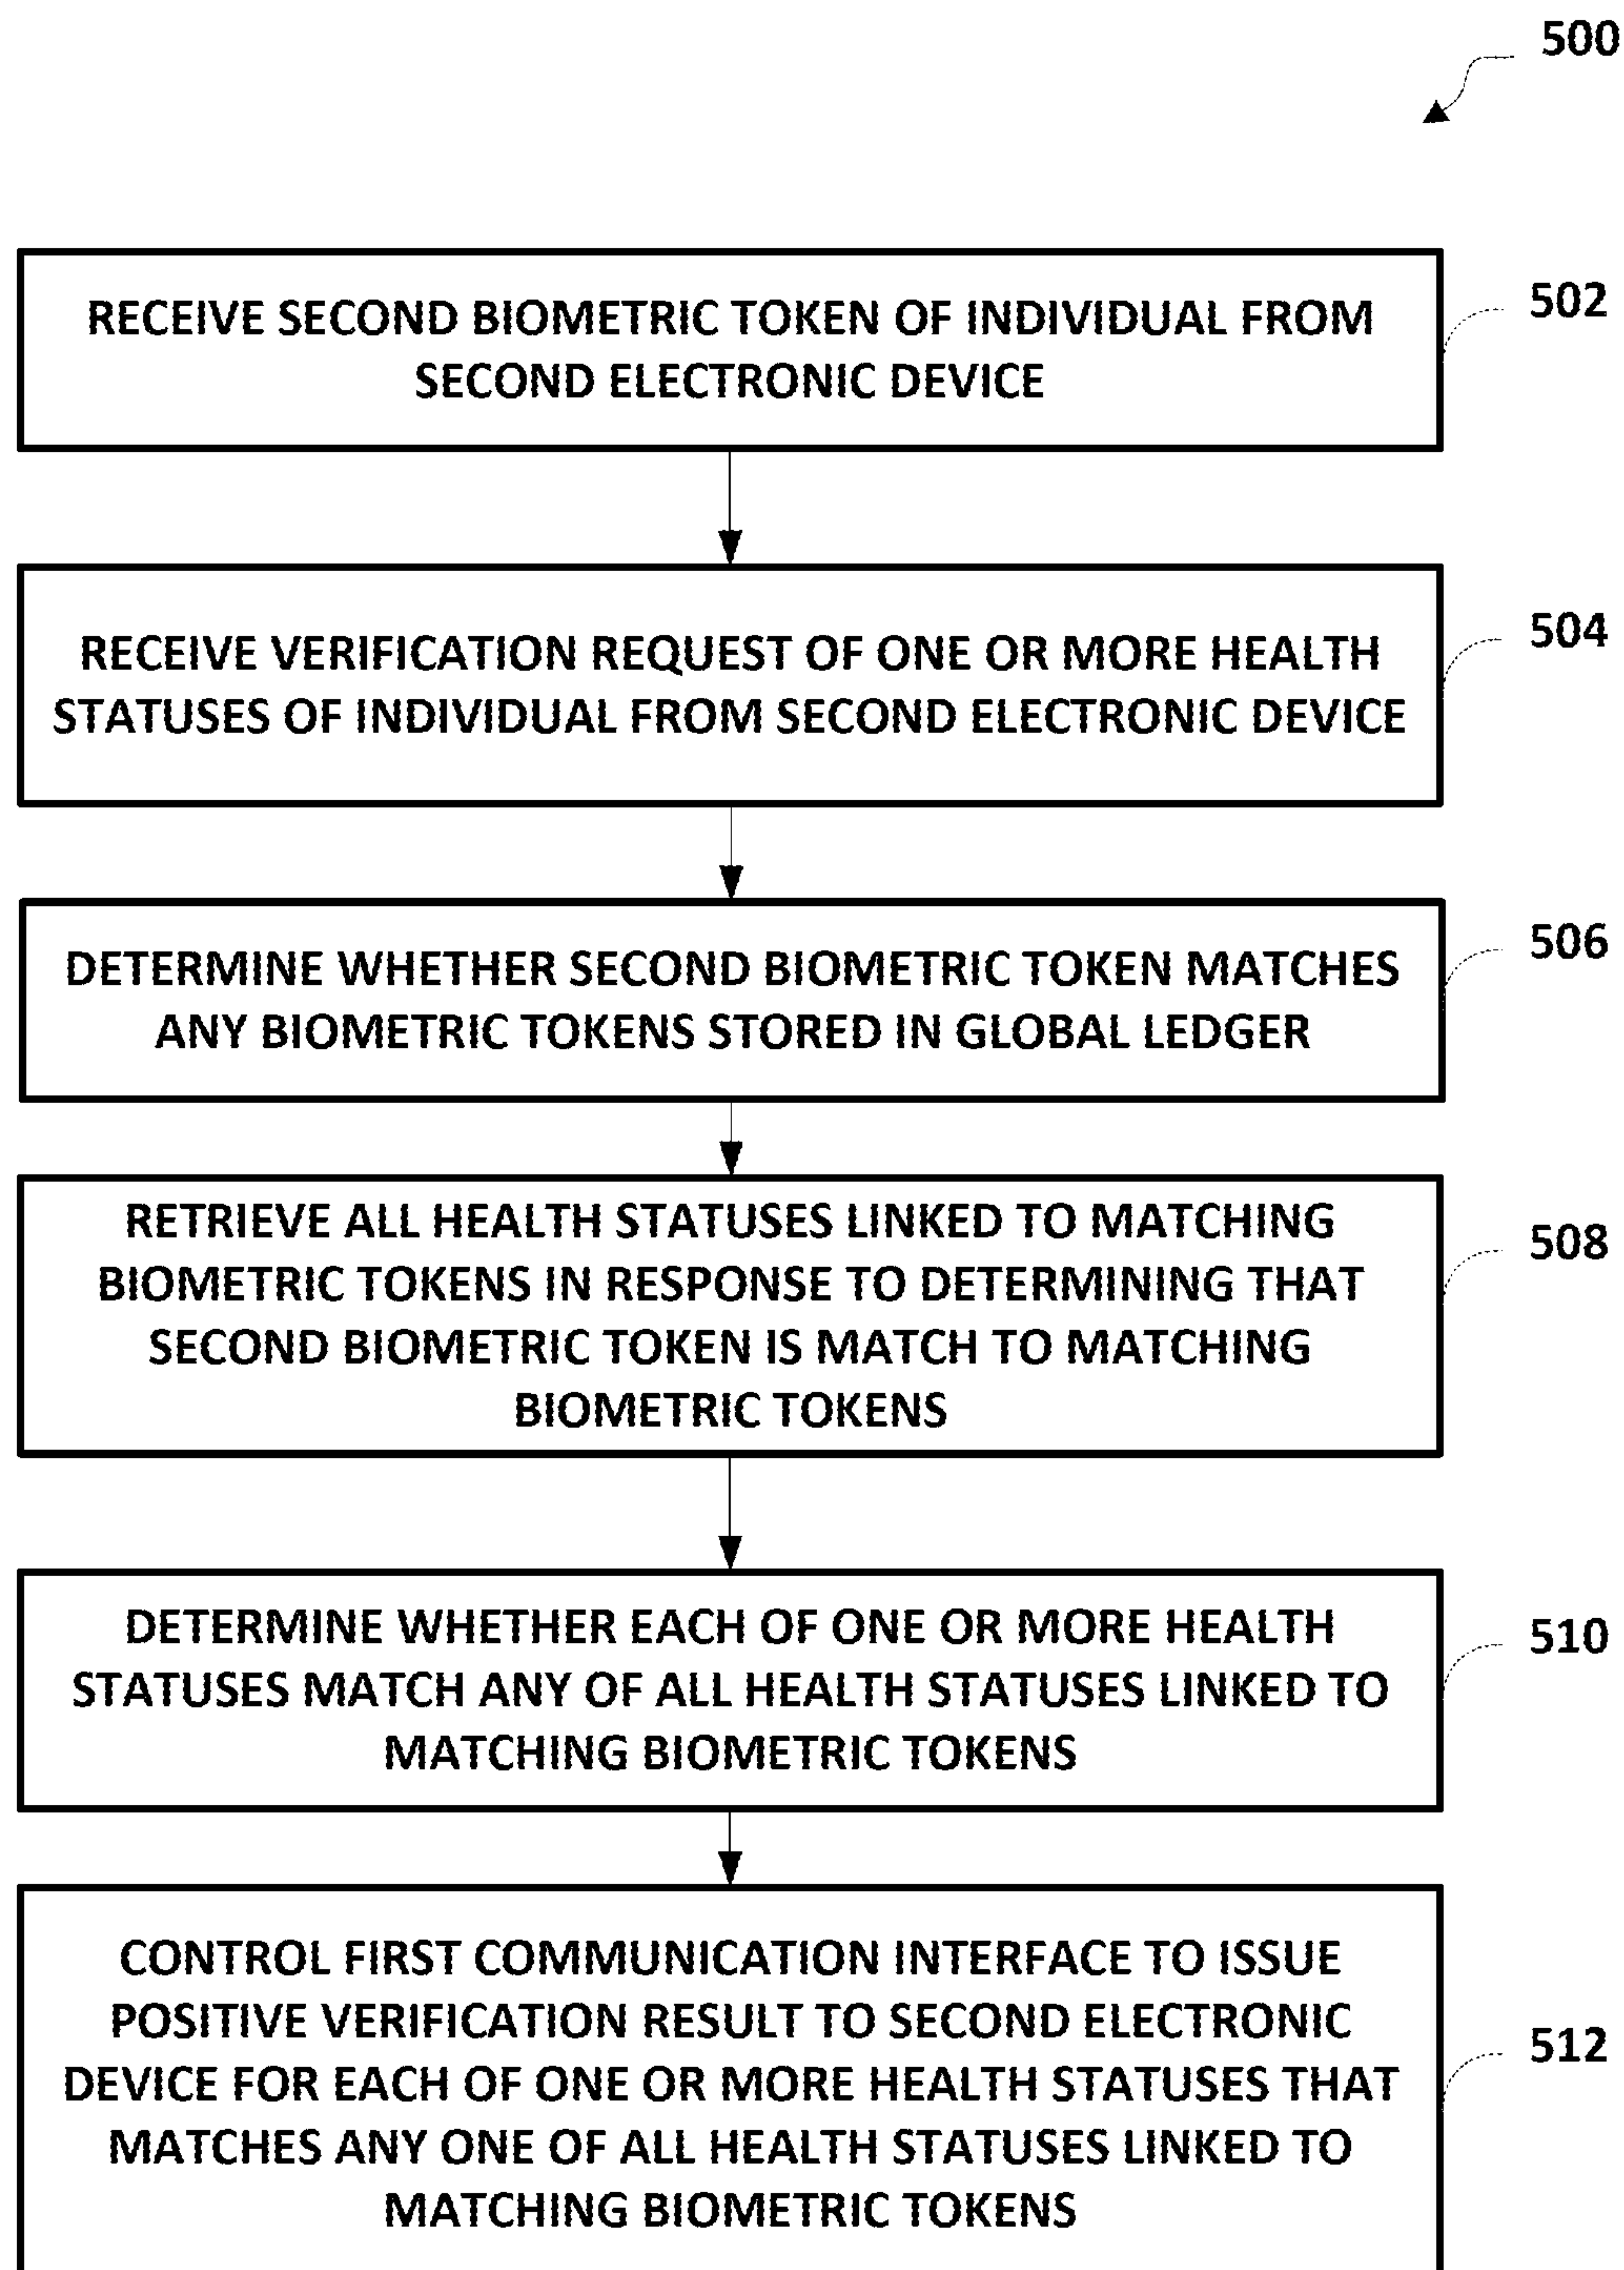 500
RECEIVE SECOND BIOMETRIC TOKEN OF INDIVIDUAL FROM
SECOND ELECTRONIC DEVICE
502
RECEIVE VERIFICATION REQUEST OF ONE OR MORE HEALTH
STATUSES OF INDIVIDUAL FROM SECOND ELECTRONIC DEVICE
504
DETERMINE WHETHER SECOND BIOMETRIC TOKEN MATCHES
ANY BIOMETRIC TOKENS STORED IN GLOBAL LEDGER
506
RETRIEVE ALL HEALTH STATUSES LINKED TO MATCHING
BIOMETRIC TOKENS IN RESPONSE TO DETERMINING THAT
SECOND BIOMETRIC TOKEN IS MATCH TO MATCHING
BIOMETRIC TOKENS
508
DETERMINE WHETHER EACH OF ONE OR MORE HEALTH
STATUSES MATCH ANY OF ALL HEALTH STATUSES LINKED TO
MATCHING BIOMETRIC TOKENS
510
CONTROL FIRST COMMUNICATION INTERFACE TO ISSUE
POSITIVE VERIFICATION RESULT TO SECOND ELECTRONIC
DEVICE FOR EACH OF ONE OR MORE HEALTH STATUSES THAT
MATCHES ANY ONE OF ALL HEALTH STATUSES LINKED TO
MATCHING BIOMETRIC TOKENS
512